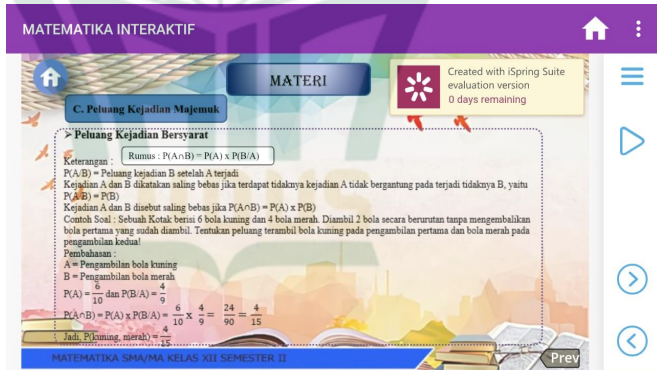 MATEMATIKA INTERAKTIF
MATERI
Created with iSpring Suite
evaluation version
0 days remaining
C. Peluang Kejadian Majemuk
➢ Peluang Kejadian Bersyarat
Keterangan : Rumus : P(A∩B) = P(A) x P(B/A)
P(A/B) = Peluang kejadian B setelah A terjadi
Kejadian A dan B dikatakan saling bebas jika terdapat tidaknya kejadian A tidak bergantung pada terjadi tidaknya B, yaitu
P(A/B) = P(B)
Kejadian A dan B disebut saling bebas jika P(A∩B) = P(A) x P(B)
Contoh Soal : Sebuah Kotak berisi 6 bola kuning dan 4 bola merah. Diambil 2 bola secara berurutan tanpa mengembalikan
bola pertama yang sudah diambil. Tentukan peluang terambil bola kuning pada pengambilan pertama dan bola merah pada
pengambilan kedua!
Pembahasan :
A = Pengambilan bola kuning
B = Pengambilan bola merah
P(A) = 6/10 dan P(B/A) = 4/9
P(A∩B) = P(A) x P(B/A) = 6/10 x 4/9 = 24/90 = 4/15
Jadi, P(kuning, merah) = 4/15
MATEMATIKA SMA/MA KELAS XII SEMESTER II
Prev